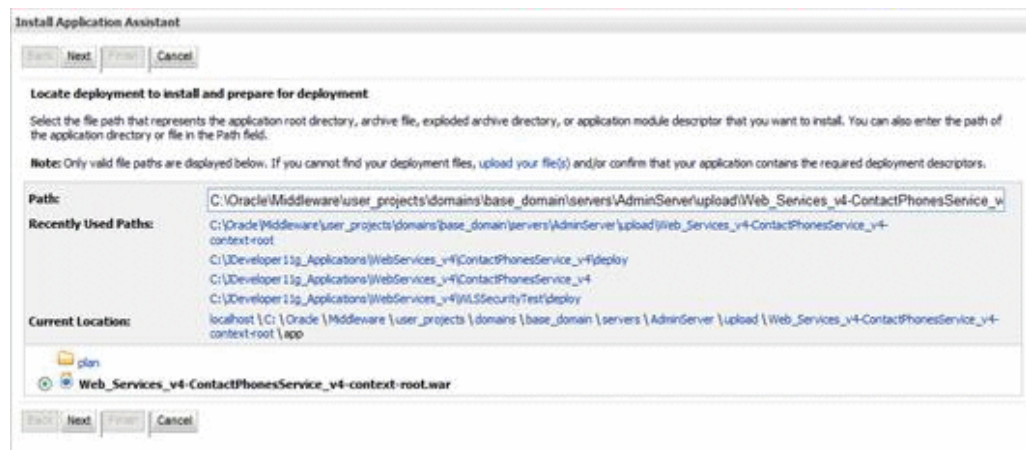 Install Application Assistant
Back Next Finish Cancel
Locate deployment to install and prepare for deployment
Select the file path that represents the application root directory, archive file, exploded archive directory, or application module descriptor that you want to install. You can also enter the path of
the application directory or file in the Path field.
Note: Only valid file paths are displayed below. If you cannot find your deployment files, upload your file(s) and/or confirm that your application contains the required deployment descriptors.
Path: C:\Oracle\Middleware\user_projects\domains\base_domain\servers\AdminServer\upload\Web_Services_v4-ContactPhonesService_v
Recently Used Paths: C:\Oracle\Middleware\user_projects\domains\base_domain\servers\AdminServer\upload\Web_Services_v4-ContactPhonesService_v4-
context-root
C:\JDeveloper11g_Applications\WebServices_v4\ContactPhonesService_v4\deploy
C:\JDeveloper11g_Applications\WebServices_v4\ContactPhonesService_v4
C:\JDeveloper11g_Applications\WebServices_v4\WLSSecurityTest\deploy
Current Location: localhost \ C: \ Oracle \ Middleware \ user_projects \ domains \ base_domain \ servers \ AdminServer \ upload \ Web_Services_v4-ContactPhonesService_v4-
context-root \ app
plan
Web_Services_v4-ContactPhonesService_v4-context-root.war
Back Next Finish Cancel